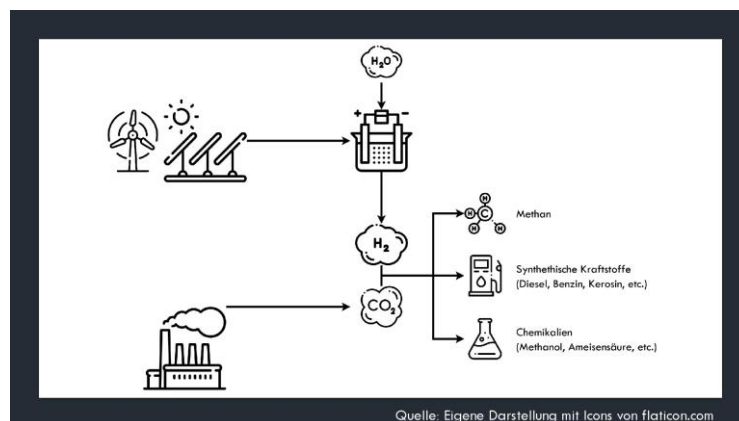 H₂O
+ −
H₂
CO₂
H
H C
H H
Methan
Synthethische Kraftstoffe
(Diesel, Benzin, Kerosin, etc.)
Chemikalien
(Methanol, Ameisensäure, etc.)
Quelle: Eigene Darstellung mit Icons von flaticon.com